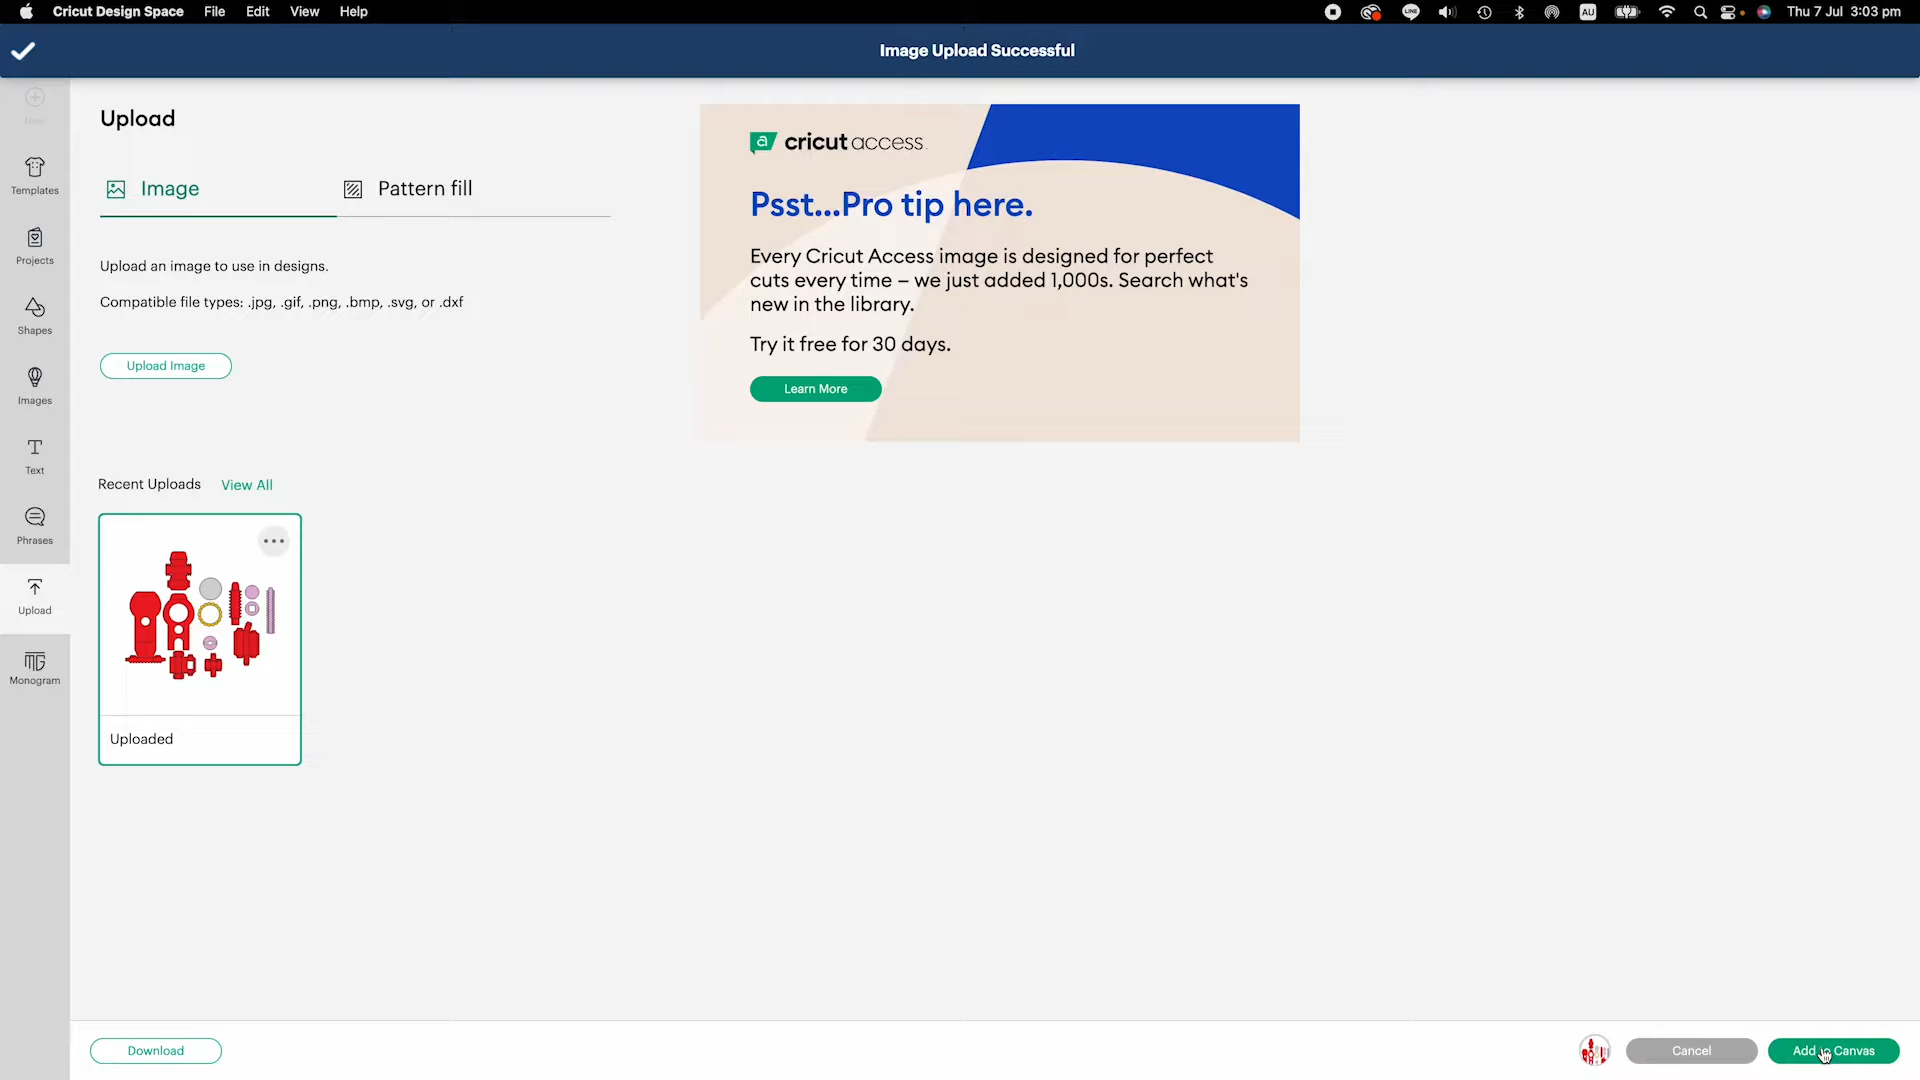 Cricut Design Space File Edit View Help
LINE AU Thu 7 Jul 3:03 pm
Image Upload Successful
New
Templates
Projects
Shapes
Images
Text
Phrases
Upload
Monogram
Upload
Image Pattern fill
Upload an image to use in designs.
Compatible file types: .jpg, .gif, .png, .bmp, .svg, or .dxf
Upload Image
a cricut access™
Psst...Pro tip here.
Every Cricut Access image is designed for perfect
cuts every time – we just added 1,000s. Search what's
new in the library.
Try it free for 30 days.
Learn More
Recent Uploads View All
Uploaded
Download
Cancel
Add to Canvas